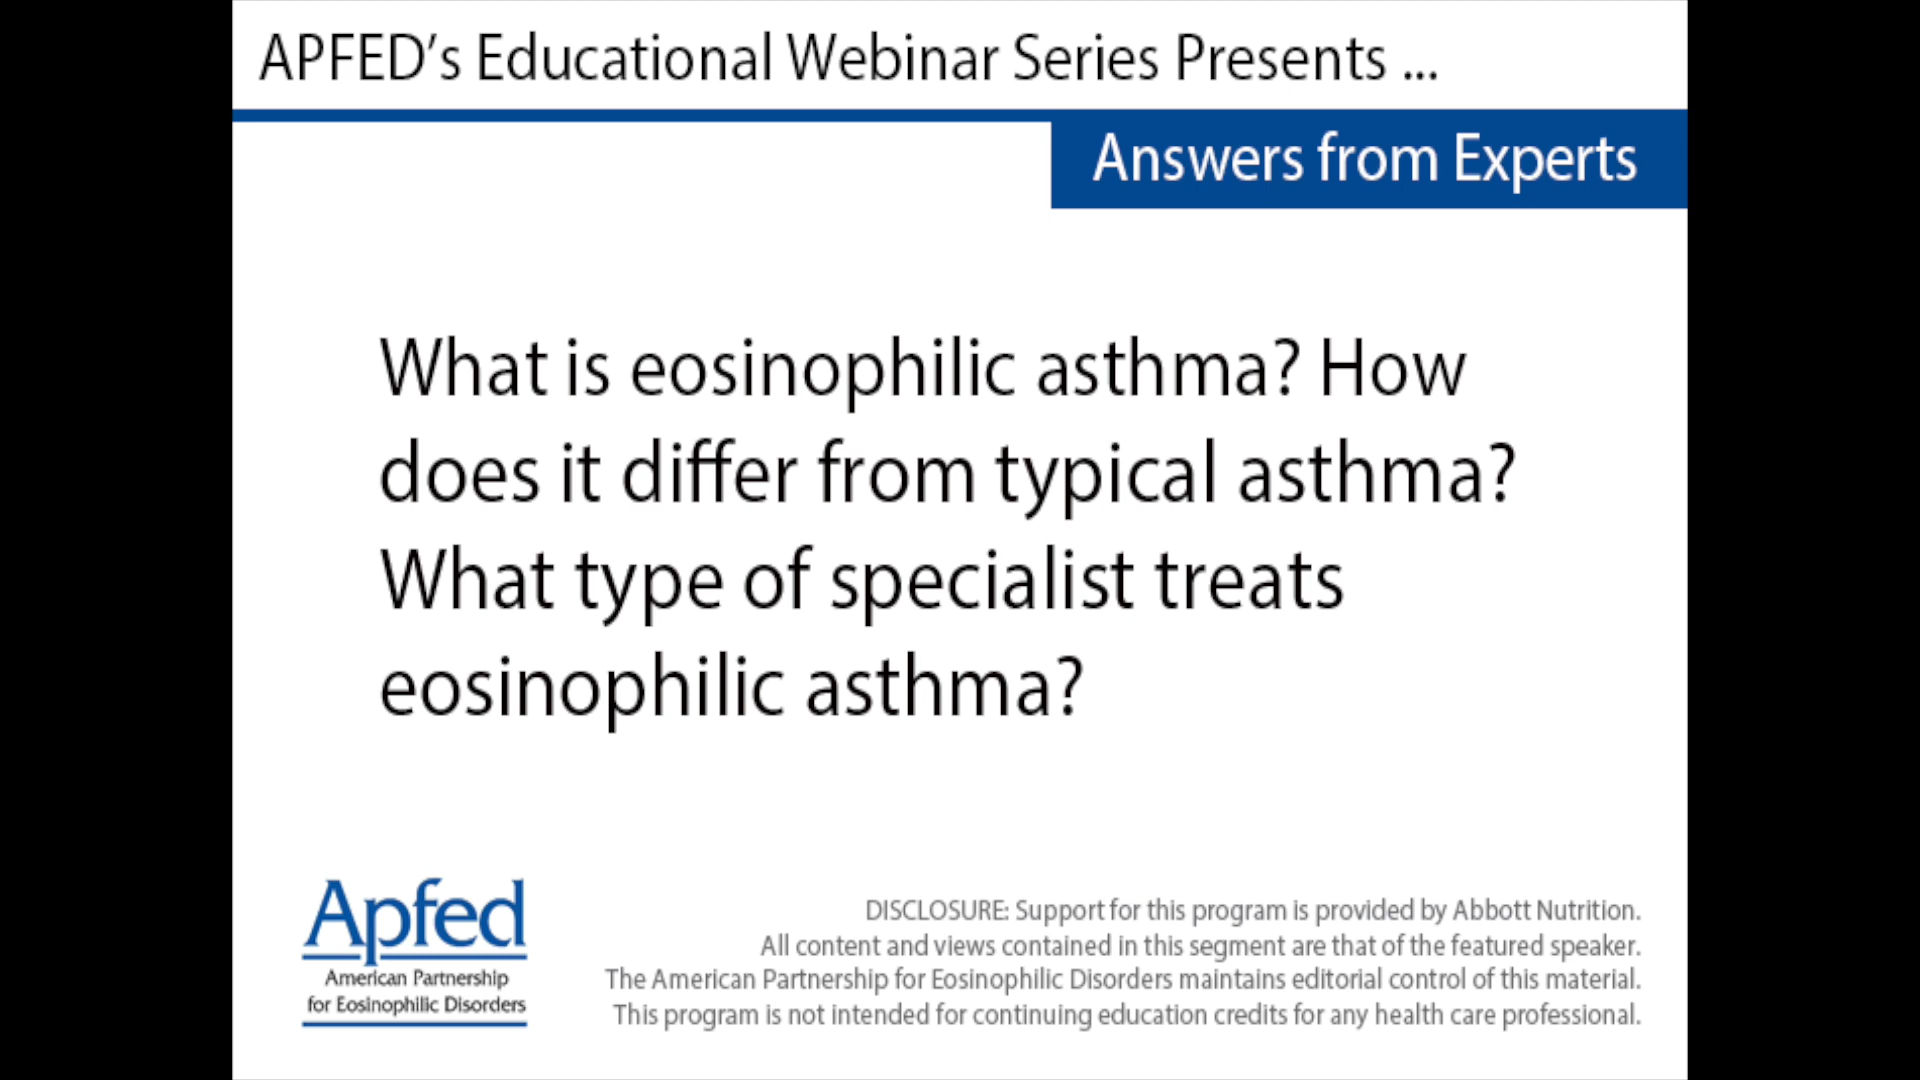 APFED’s Educational Webinar Series Presents ...
Answers from Experts
What is eosinophilic asthma? How
does it differ from typical asthma?
What type of specialist treats
eosinophilic asthma?
Apfed
American Partnership
for Eosinophilic Disorders
DISCLOSURE: Support for this program is provided by Abbott Nutrition.
All content and views contained in this segment are that of the featured speaker.
The American Partnership for Eosinophilic Disorders maintains editorial control of this material.
This program is not intended for continuing education credits for any health care professional.